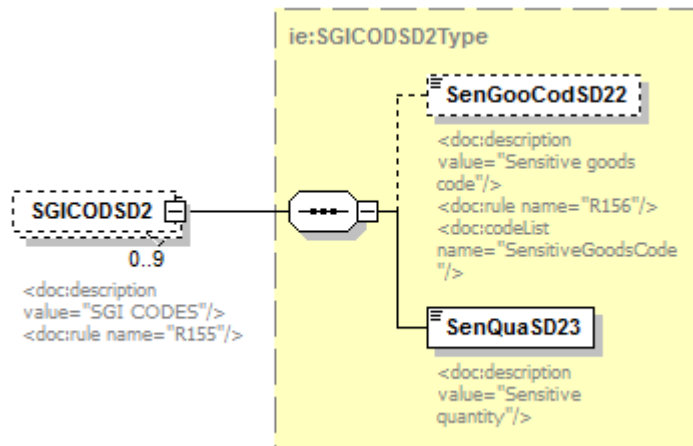 ie:SGICODSD2Type
SenGooCodSD22
<doc:description
value="Sensitive goods
code"/>
<doc:rule name="R156"/>
<doc:codeList
name="SensitiveGoodsCode
"/>
SGICODSD2
0..9
<doc:description
value="SGI CODES"/>
<doc:rule name="R155"/>
SenQuaSD23
<doc:description
value="Sensitive
quantity"/>